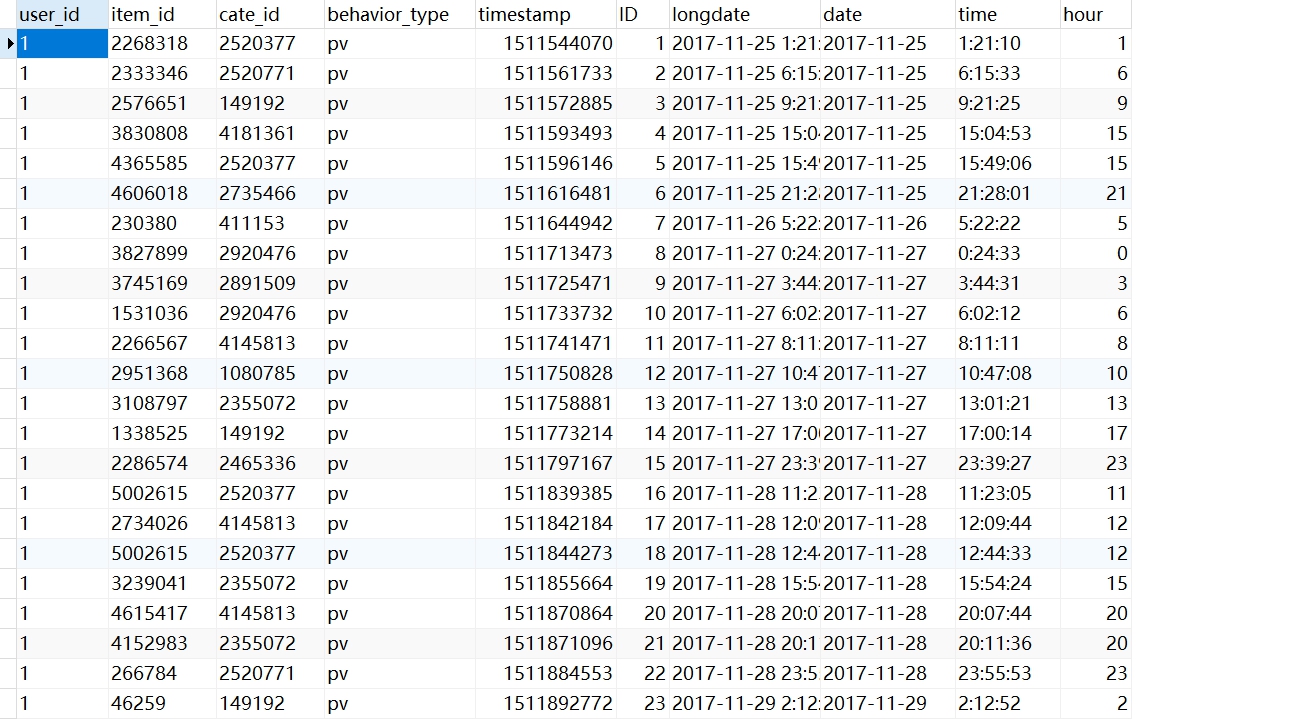 user_id item_id cate_id behavior_type timestamp ID longdate date time hour
1 2268318 2520377 pv 1511544070 1 2017-11-25 1:21: 2017-11-25 1:21:10 1
1 2333346 2520771 pv 1511561733 2 2017-11-25 6:15: 2017-11-25 6:15:33 6
1 2576651 149192 pv 1511572885 3 2017-11-25 9:21: 2017-11-25 9:21:25 9
1 3830808 4181361 pv 1511593493 4 2017-11-25 15:04 2017-11-25 15:04:53 15
1 4365585 2520377 pv 1511596146 5 2017-11-25 15:49 2017-11-25 15:49:06 15
1 4606018 2735466 pv 1511616481 6 2017-11-25 21:28 2017-11-25 21:28:01 21
1 230380 411153 pv 1511644942 7 2017-11-26 5:22: 2017-11-26 5:22:22 5
1 3827899 2920476 pv 1511713473 8 2017-11-27 0:24: 2017-11-27 0:24:33 0
1 3745169 2891509 pv 1511725471 9 2017-11-27 3:44: 2017-11-27 3:44:31 3
1 1531036 2920476 pv 1511733732 10 2017-11-27 6:02: 2017-11-27 6:02:12 6
1 2266567 4145813 pv 1511741471 11 2017-11-27 8:11: 2017-11-27 8:11:11 8
1 2951368 1080785 pv 1511750828 12 2017-11-27 10:47 2017-11-27 10:47:08 10
1 3108797 2355072 pv 1511758881 13 2017-11-27 13:0 2017-11-27 13:01:21 13
1 1338525 149192 pv 1511773214 14 2017-11-27 17:00 2017-11-27 17:00:14 17
1 2286574 2465336 pv 1511797167 15 2017-11-27 23:39 2017-11-27 23:39:27 23
1 5002615 2520377 pv 1511839385 16 2017-11-28 11:2 2017-11-28 11:23:05 11
1 2734026 4145813 pv 1511842184 17 2017-11-28 12:09 2017-11-28 12:09:44 12
1 5002615 2520377 pv 1511844273 18 2017-11-28 12:44 2017-11-28 12:44:33 12
1 3239041 2355072 pv 1511855664 19 2017-11-28 15:54 2017-11-28 15:54:24 15
1 4615417 4145813 pv 1511870864 20 2017-11-28 20:07 2017-11-28 20:07:44 20
1 4152983 2355072 pv 1511871096 21 2017-11-28 20:1 2017-11-28 20:11:36 20
1 266784 2520771 pv 1511884553 22 2017-11-28 23:5 2017-11-28 23:55:53 23
1 46259 149192 pv 1511892772 23 2017-11-29 2:12: 2017-11-29 2:12:52 2